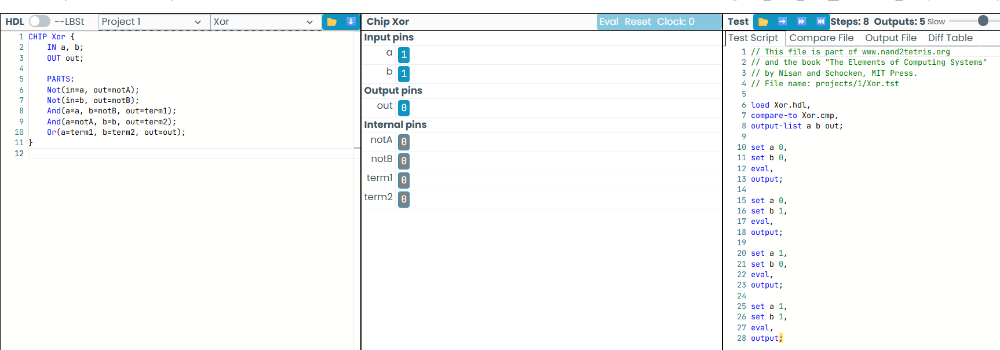 HDL --LBSt Project 1 Xor
1 CHIP Xor {
2 IN a, b;
3 OUT out;
4
5 PARTS:
6 Not(in=a, out=notA);
7 Not(in=b, out=notB);
8 And(a=a, b=notB, out=term1);
9 And(a=notA, b=b, out=term2);
10 Or(a=term1, b=term2, out=out);
11 }
12
Chip Xor Eval Reset Clock: 0
Input pins
a 1
b 1
Output pins
out 0
Internal pins
notA 0
notB 0
term1 0
term2 0
Test Steps: 8 Outputs: 5 Slow
Test Script Compare File Output File Diff Table
1 // This file is part of www.nand2tetris.org
2 // and the book "The Elements of Computing Systems"
3 // by Nisan and Schocken, MIT Press.
4 // File name: projects/1/Xor.tst
5
6 load Xor.hdl,
7 compare-to Xor.cmp,
8 output-list a b out;
9
10 set a 0,
11 set b 0,
12 eval,
13 output;
14
15 set a 0,
16 set b 1,
17 eval,
18 output;
19
20 set a 1,
21 set b 0,
22 eval,
23 output;
24
25 set a 1,
26 set b 1,
27 eval,
28 output;